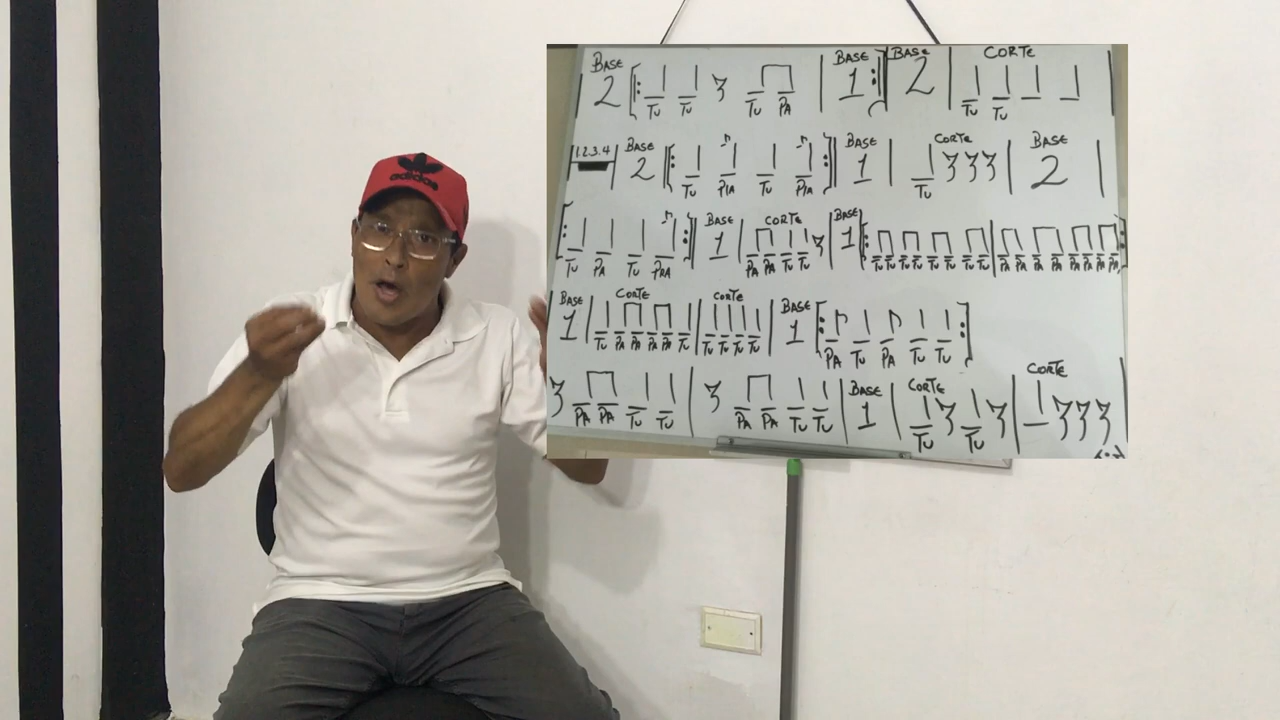 adidas
BASE BASE BASE CORTE
2 3 1 2
TU TU TU PA TU TU
1.2.3.4 BASE BASE CORTE BASE
2 1 3 3 3 2
TU PRA TU PRA TU
BASE CORTE BASE
1 3 1
TU PA TU PRA PA PA TU TU TU TU TU TU TU TU TU TU PA PA PA PA PA PA PA PA
BASE CORTE CORTE BASE
1 1
TU PA PA PA PA TU TU TU TU TU PA TU PA TU TU
CORTE
BASE CORTE
3 3 1 3 3 3 3 3
PA PA TU TU PA PA TU TU TU TU